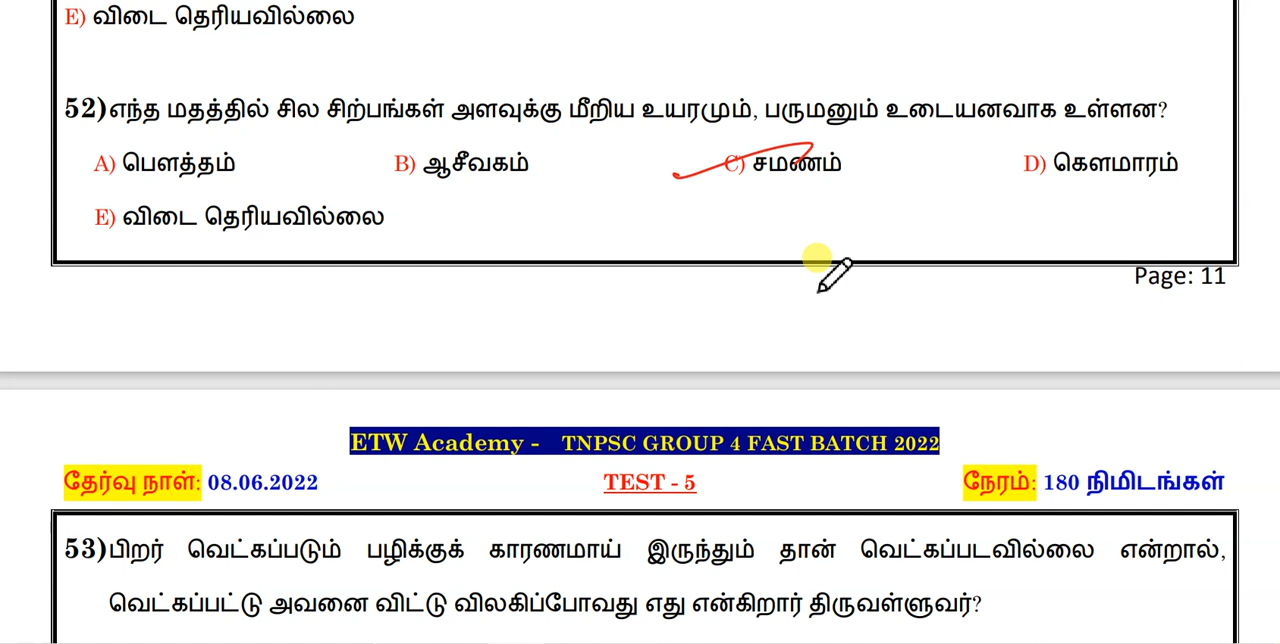 E) விடை தெரியவில்லை
52)எந்த மதத்தில் சில சிற்பங்கள் அளவுக்கு மீறிய உயரமும், பருமனும் உடையனவாக உள்ளன?
A) பௌத்தம் B) ஆசீவகம் C) சமணம் D) கௌமாரம்
E) விடை தெரியவில்லை
Page: 11
ETW Academy - TNPSC GROUP 4 FAST BATCH 2022
தேர்வு நாள்: 08.06.2022 TEST - 5 நேரம்: 180 நிமிடங்கள்
53)பிறர் வெட்கப்படும் பழிக்குக் காரணமாய் இருந்தும் தான் வெட்கப்படவில்லை என்றால்,
வெட்கப்பட்டு அவனை விட்டு விலகிப்போவது எது என்கிறார் திருவள்ளுவர்?